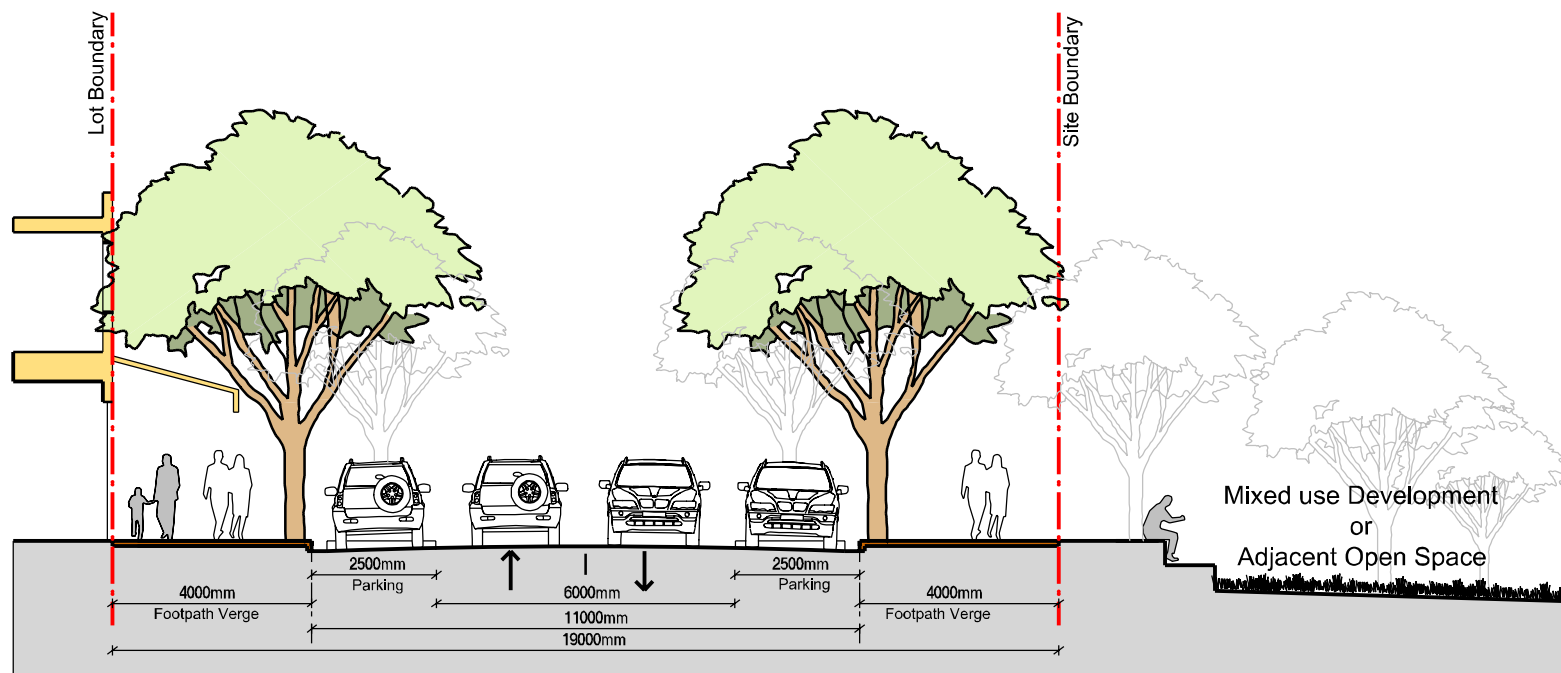 Lot Boundary
Site Boundary
Mixed use Development
or
Adjacent Open Space
2500mm
Parking
2500mm
Parking
4000mm
Footpath Verge
6000mm
4000mm
Footpath Verge
11000mm
19000mm